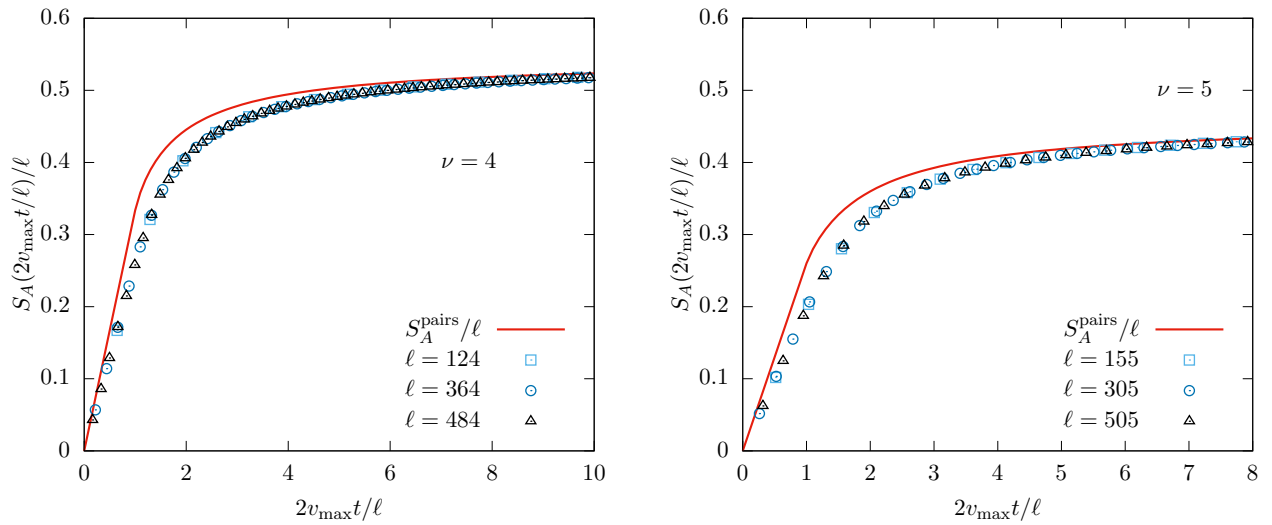 0.6
0.5
0.4
0.3
0.2
0.1
0
S_A(2v_max t/ℓ)/ℓ
ν = 4
S_A^pairs/ℓ
ℓ = 124
ℓ = 364
ℓ = 484
0 2 4 6 8 10
2v_max t/ℓ
0.6
0.5
0.4
0.3
0.2
0.1
0
S_A(2v_max t/ℓ)/ℓ
ν = 5
S_A^pairs/ℓ
ℓ = 155
ℓ = 305
ℓ = 505
0 1 2 3 4 5 6 7 8
2v_max t/ℓ